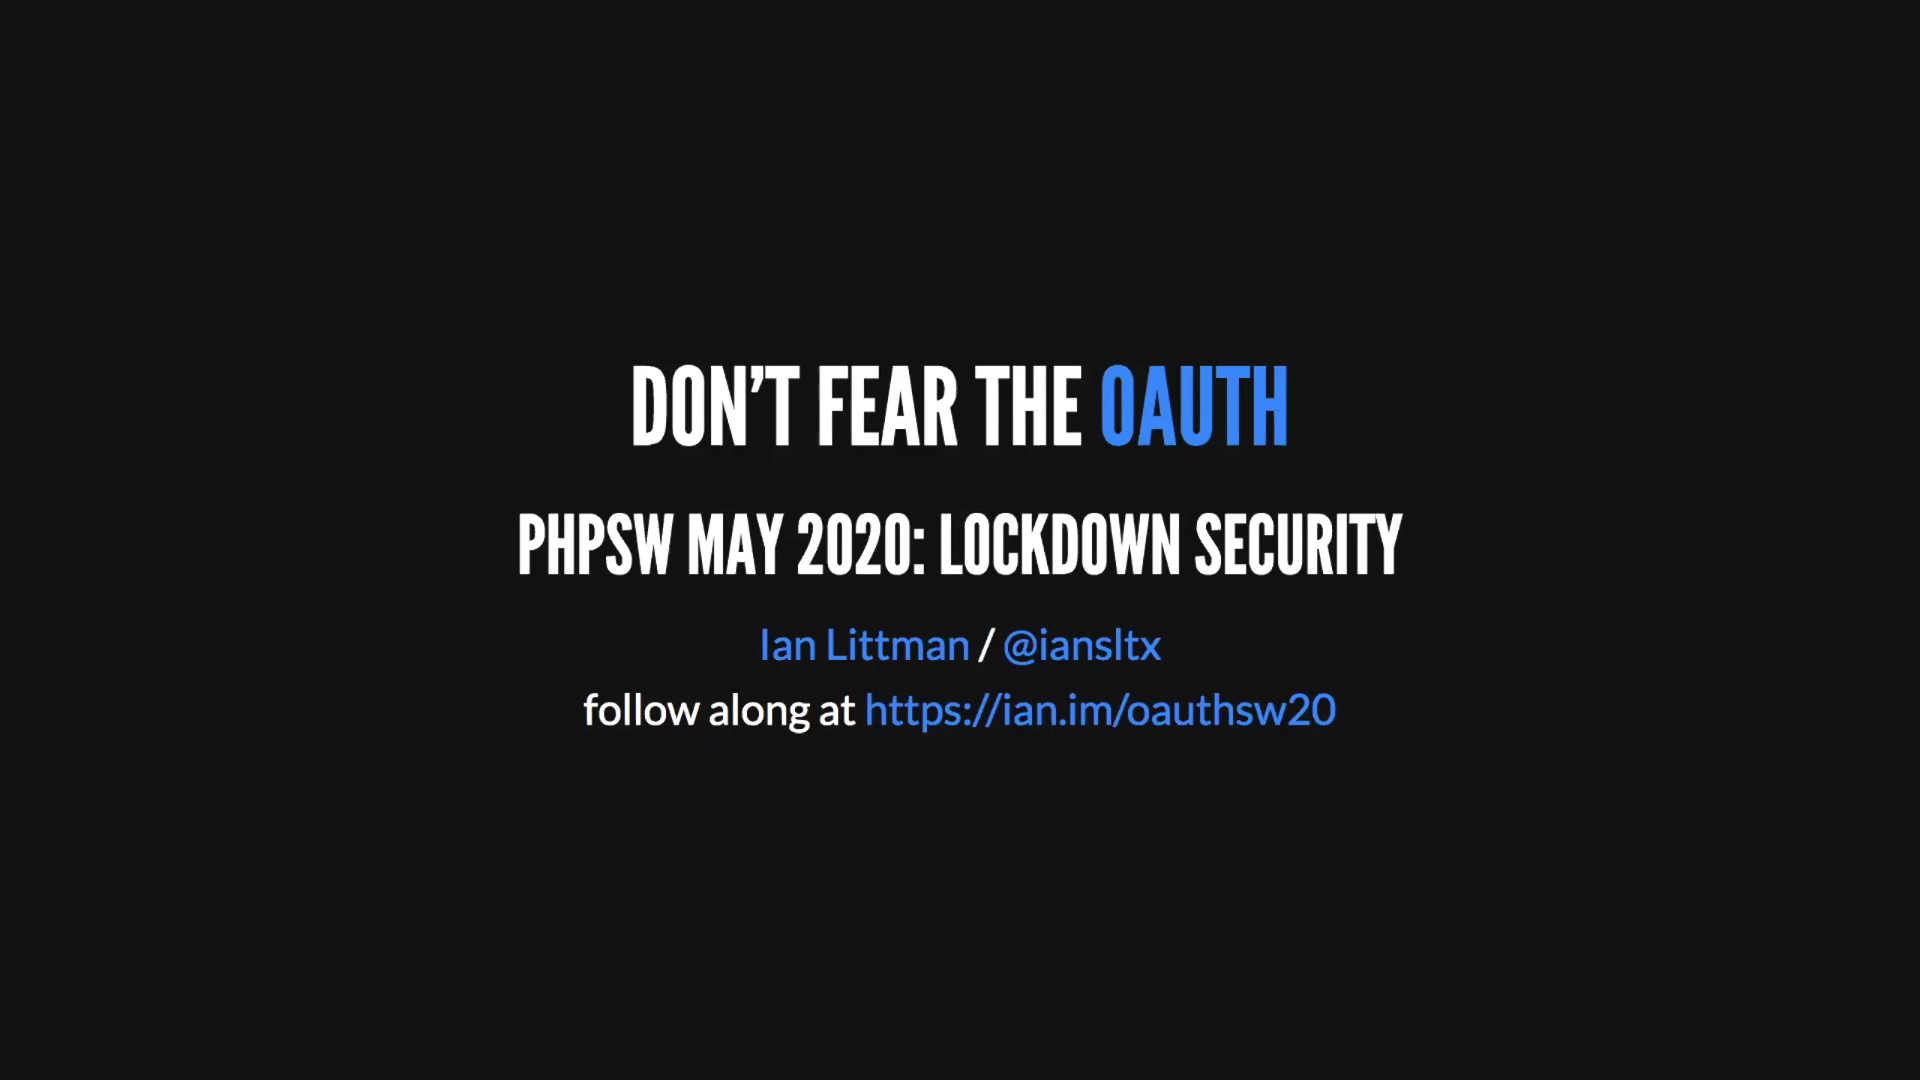 DON’T FEAR THE OAUTH
PHPSW MAY 2020: LOCKDOWN SECURITY
Ian Littman / @iansltx
follow along at https://ian.im/oauthsw20